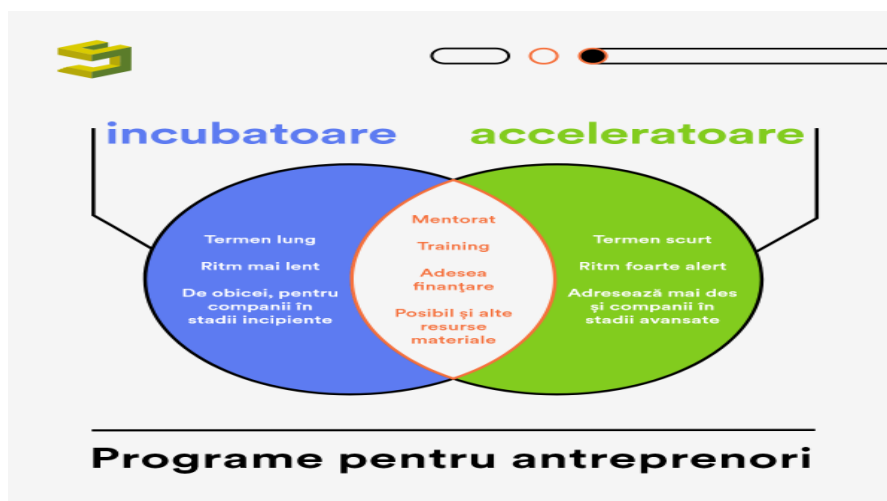 incubatoare
acceleratoare
Termen lung
Ritm mai lent
De obicei, pentru
companii în
stadii incipiente
Mentorat
Training
Adesea
finanţare
Posibil și alte
resurse
materiale
Termen scurt
Ritm foarte alert
Adresează mai des
și companii în
stadii avansate
Programe pentru antreprenori